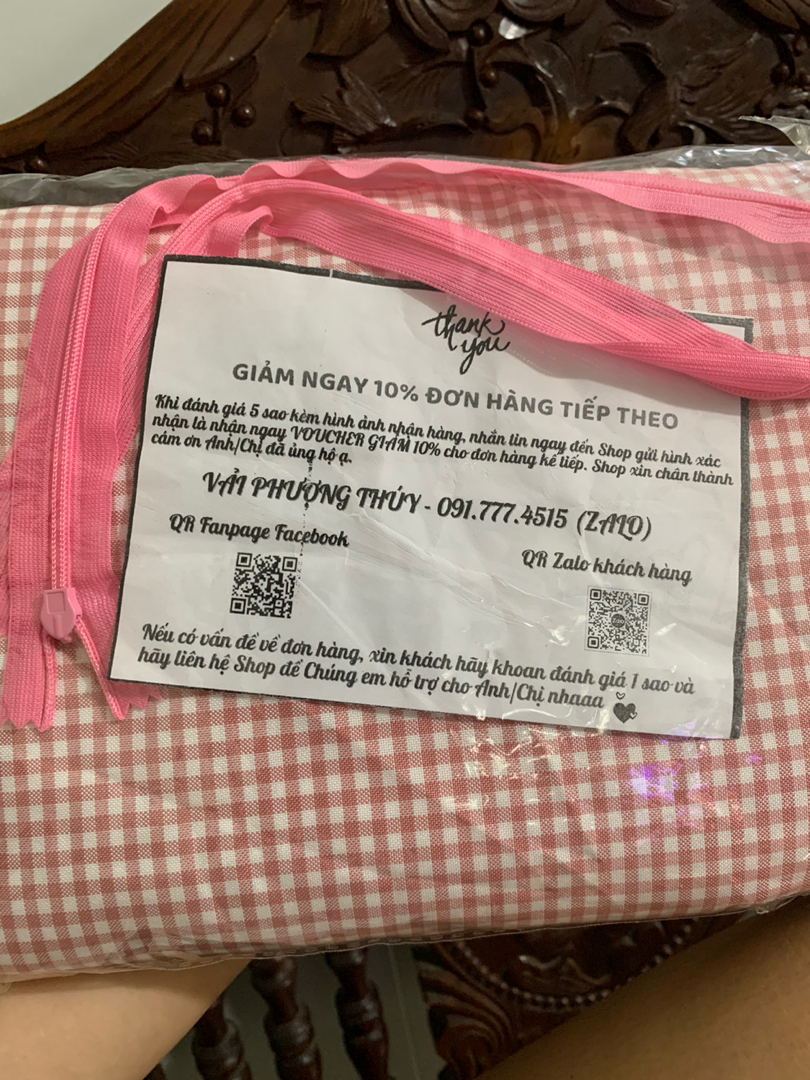 thank
you
GIẢM NGAY 10% ĐƠN HÀNG TIẾP THEO
Khi đánh giá 5 sao kèm hình ảnh nhận hàng, nhắn tin ngay đến Shop gửi hình xác
nhận là nhận ngay VOUCHER GIẢM 10% cho đơn hàng kế tiếp. Shop xin chân thành
cám ơn Anh/Chị đã ủng hộ ạ.
VẢI PHƯỢNG THÚY - 091.777.4515 (ZALO)
QR Fanpage Facebook
QR Zalo khách hàng
Nếu có vấn đề về đơn hàng, xin khách hãy khoan đánh giá 1 sao và
hãy liên hệ Shop để Chúng em hỗ trợ cho Anh/Chị nhaaa